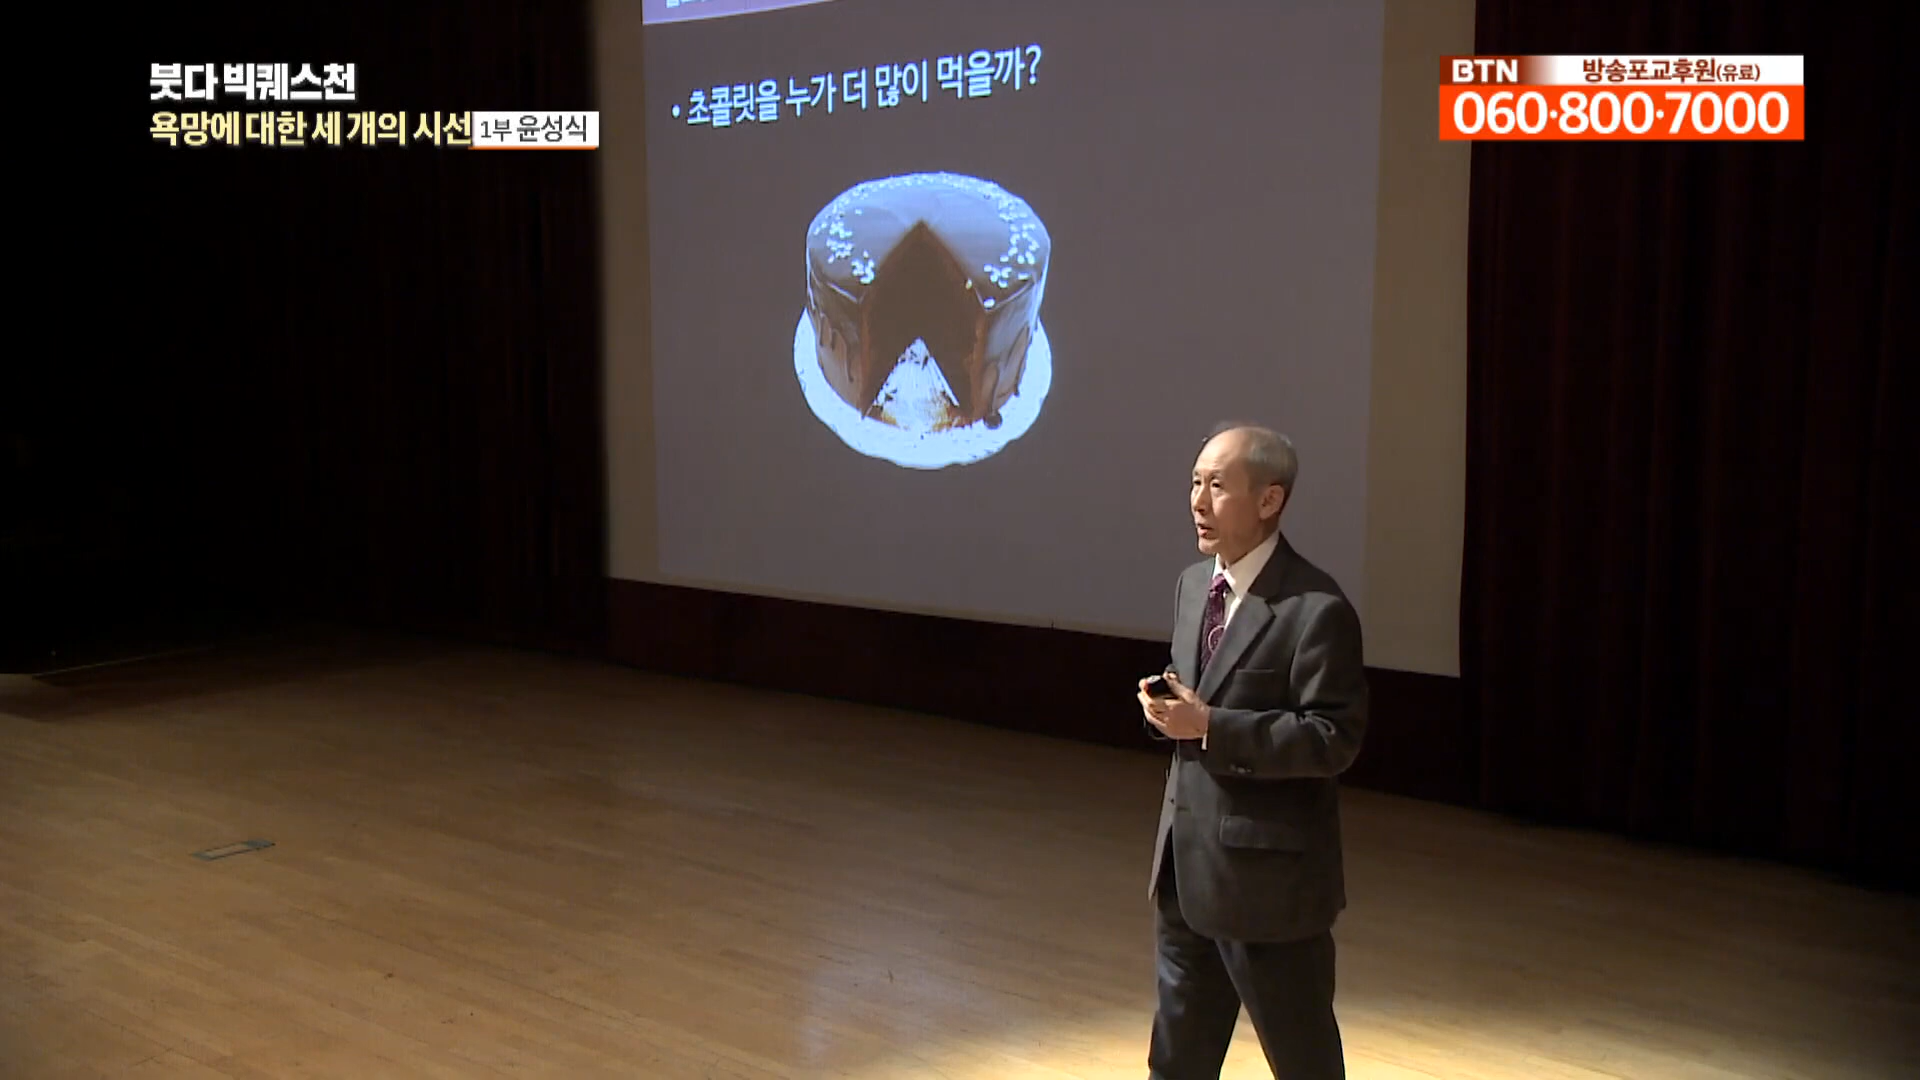 붓다 빅퀘스천
욕망에 대한 세 개의 시선 1부 윤성식
• 초콜릿을 누가 더 많이 먹을까?
BTN 방송포교후원(유료)
060·800·7000